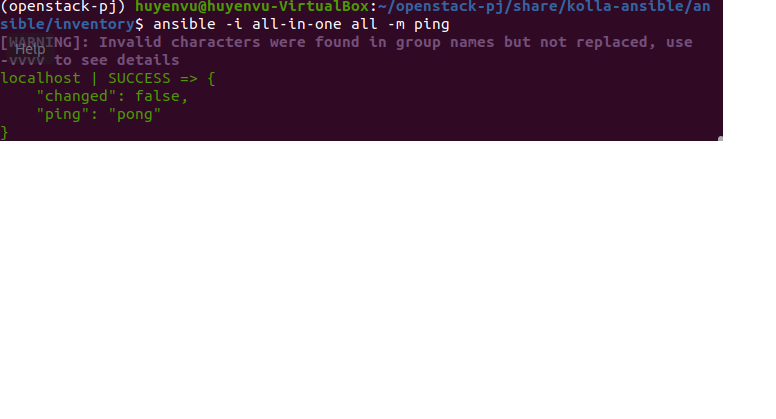 (openstack-pj) huyenvu@huyenvu-VirtualBox:~/openstack-pj/share/kolla-ansible/an
sible/inventory$ ansible -i all-in-one all -m ping
[WARNING]: Invalid characters were found in group names but not replaced, use
-vvvv to see details
Help
localhost | SUCCESS => {
    "changed": false,
    "ping": "pong"
}